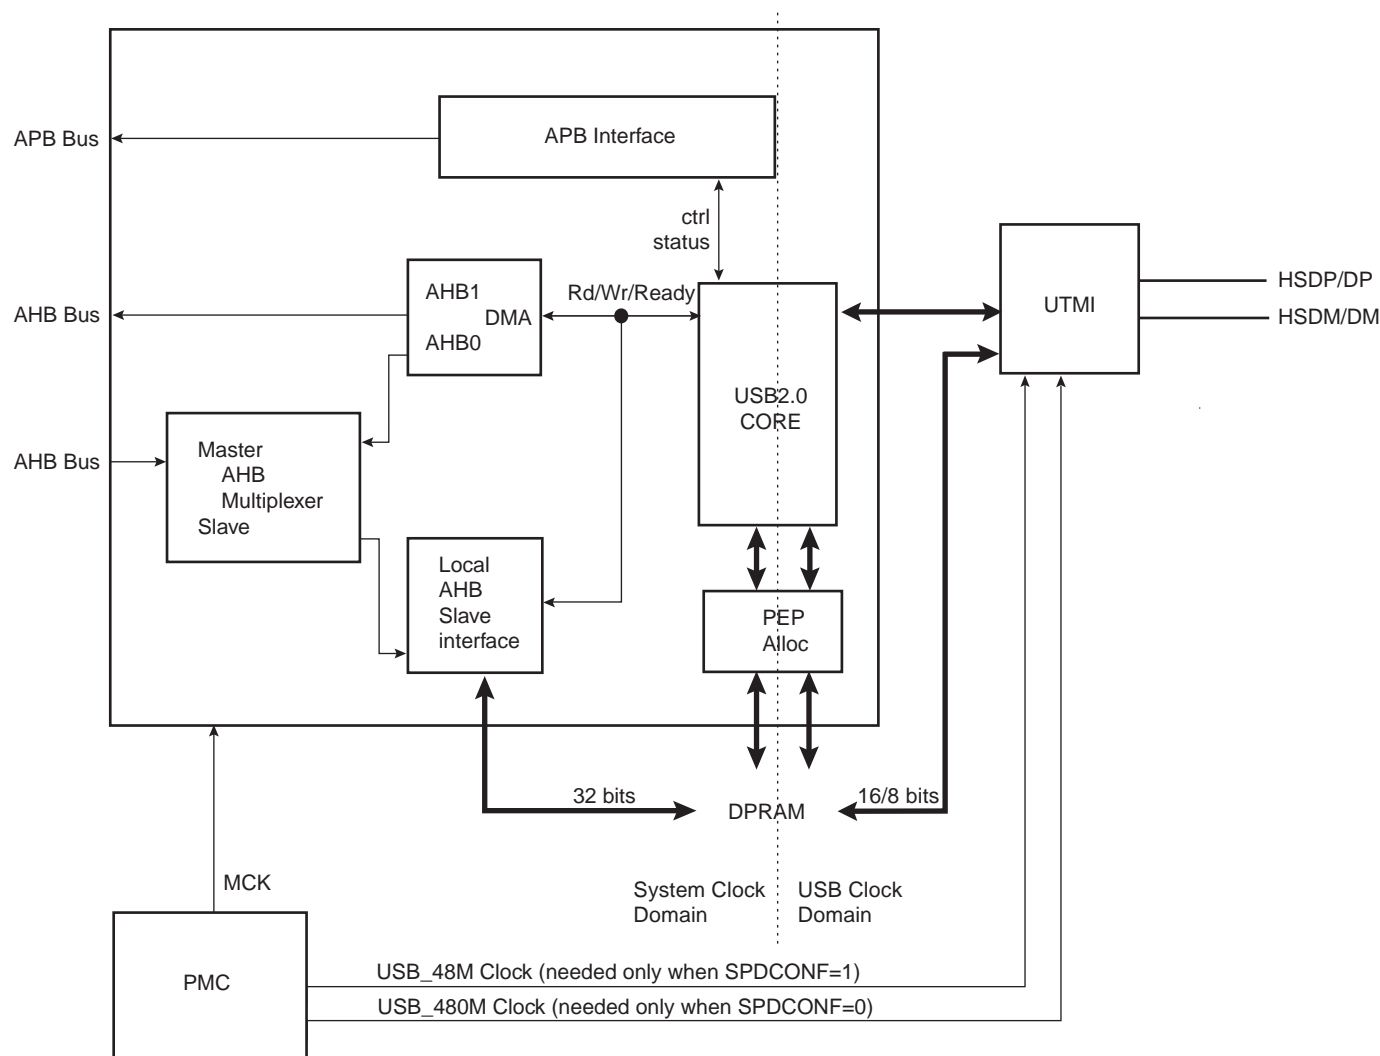 APB Bus
APB Interface
ctrl
status
AHB Bus
AHB1
DMA
AHB0
Rd/Wr/Ready
UTMI
HSDP/DP
HSDM/DM
USB2.0
CORE
AHB Bus
Master
AHB
Multiplexer
Slave
Local
AHB
Slave
interface
PEP
Alloc
32 bits
DPRAM
16/8 bits
MCK
System Clock
Domain
USB Clock
Domain
PMC
USB_48M Clock (needed only when SPDCONF=1)
USB_480M Clock (needed only when SPDCONF=0)